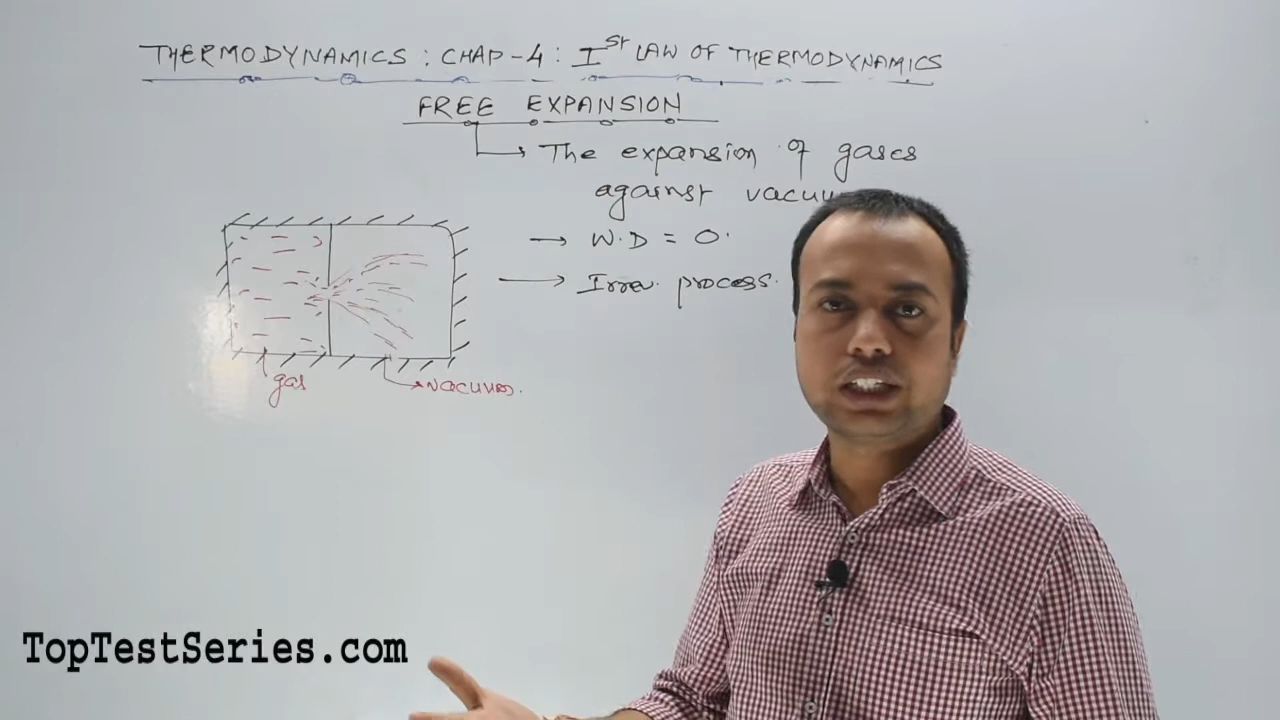 THERMODYNAMICS : CHAP-4 : Ist LAW OF THERMODYNAMICS
FREE EXPANSION
→ The expansion of gases
against
→ W.D = 0.
→ Irrev. process.
gas
→ vacuum.
TopTestSeries.com